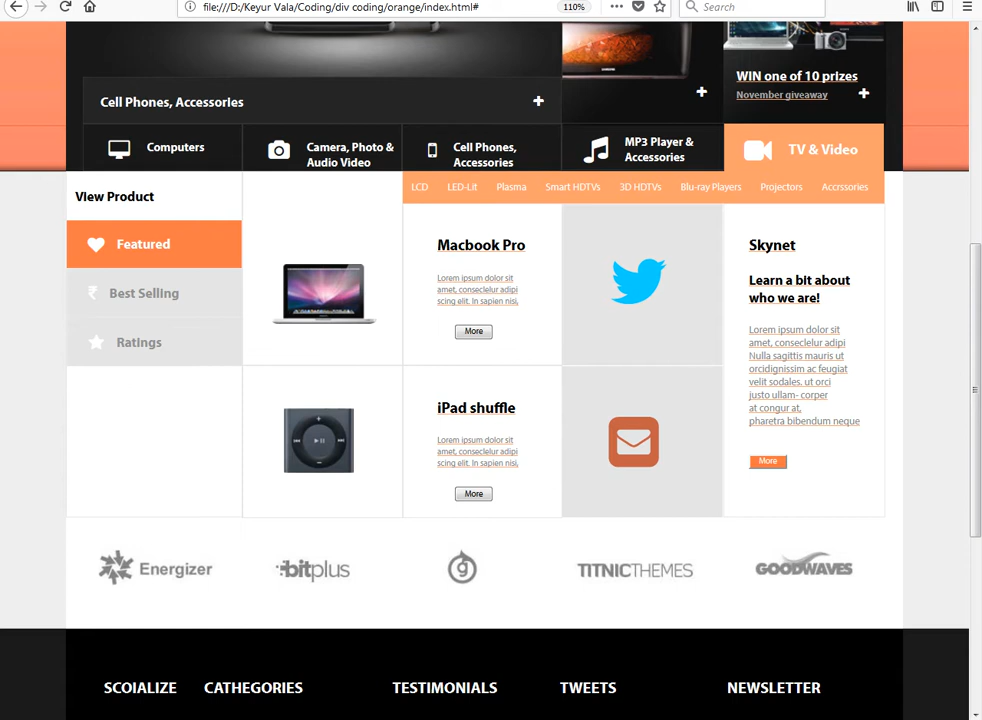 file:///D:/Keyur Vala/Coding/div coding/orange/index.html#
110%
Search
WIN one of 10 prizes
November giveaway
Cell Phones, Accessories
Computers
Camera, Photo &
Audio Video
Cell Phones,
Accessories
MP3 Player &
Accessories
TV & Video
VIew Product
LCD
LED-Lit
Plasma
Smart HDTVs
3D HDTVs
Blu-ray Players
Projectors
Accrssories
Featured
Best Selling
Ratings
Macbook Pro
Lorem ipsum dolor sit
amet, conseclelur adipi
scing elit. In sapien nisi,
More
Skynet
Learn a bit about
who we are!
Lorem ipsum dolor sit
amet, conseclelur adipi
Nulla sagittis mauris ut
orcidignissim ac feugiat
velit sodales. ut orci
justo ullam- corper
at congur at,
pharetra bibendum neque
More
iPad shuffle
Lorem ipsum dolor sit
amet, conseclelur adipi
scing elit. In sapien nisi,
More
Energizer
bitplus
g
TITNICTHEMES
GOODWAVES
SCOIALIZE
CATHEGORIES
TESTIMONIALS
TWEETS
NEWSLETTER